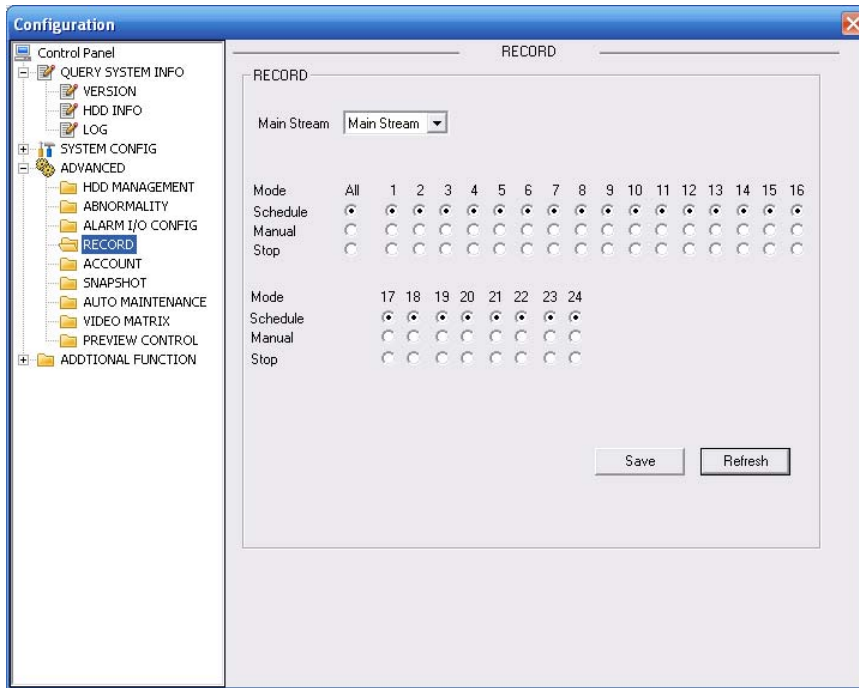 Configuration
Control Panel
QUERY SYSTEM INFO
VERSION
HDD INFO
LOG
SYSTEM CONFIG
ADVANCED
HDD MANAGEMENT
ABNORMALITY
ALARM I/O CONFIG
RECORD
ACCOUNT
SNAPSHOT
AUTO MAINTENANCE
VIDEO MATRIX
PREVIEW CONTROL
ADDTIONAL FUNCTION
RECORD
RECORD
Main Stream Main Stream
Mode All 1 2 3 4 5 6 7 8 9 10 11 12 13 14 15 16
Schedule
Manual
Stop
Mode 17 18 19 20 21 22 23 24
Schedule
Manual
Stop
Save Refresh